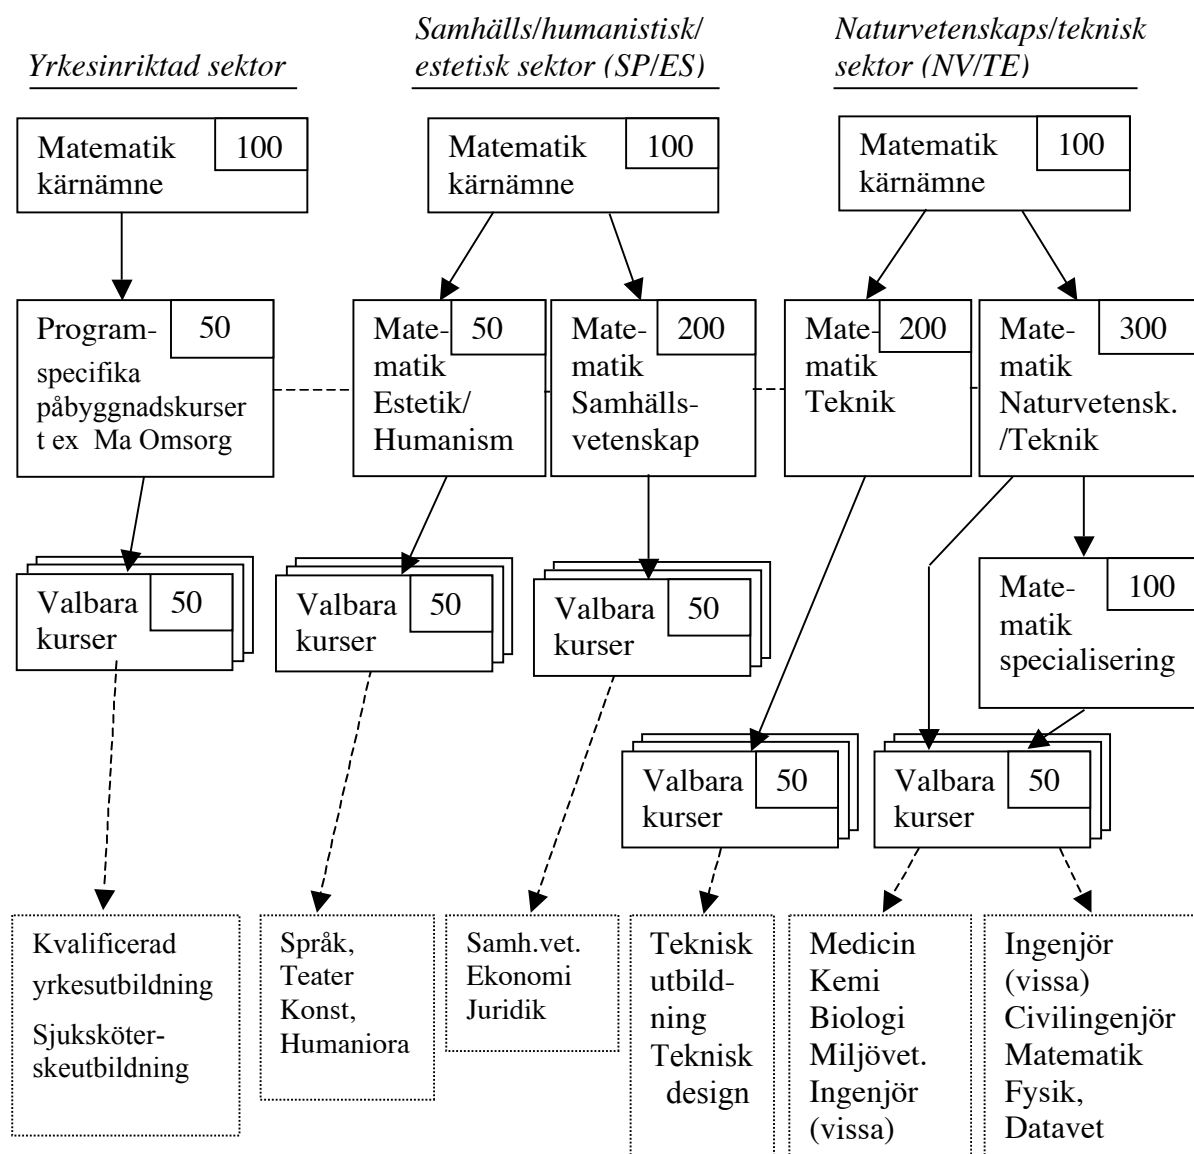 Yrkesinriktad sektor
Samhälls/humanistisk/
estetisk sektor (SP/ES)
Naturvetenskaps/teknisk
sektor (NV/TE)
Matematik 100
kärnämne
Matematik 100
kärnämne
Matematik 100
kärnämne
Program- 50
specifika
påbyggnadskurser
t ex Ma Omsorg
Mate- 50
matik
Estetik/
Humanism
Mate- 200
matik
Samhälls-
vetenskap
Mate- 200
matik
Teknik
Mate- 300
matik
Naturvetensk.
/Teknik
Valbara 50
kurser
Valbara 50
kurser
Valbara 50
kurser
Mate- 100
matik
specialisering
Valbara 50
kurser
Valbara 50
kurser
Kvalificerad
yrkesutbildning
Sjuksköter-
skeutbildning
Språk,
Teater
Konst,
Humaniora
Samh.vet.
Ekonomi
Juridik
Teknisk
utbild-
ning
Teknisk
design
Medicin
Kemi
Biologi
Miljövet.
Ingenjör
(vissa)
Ingenjör
(vissa)
Civilingenjör
Matematik
Fysik,
Datavet